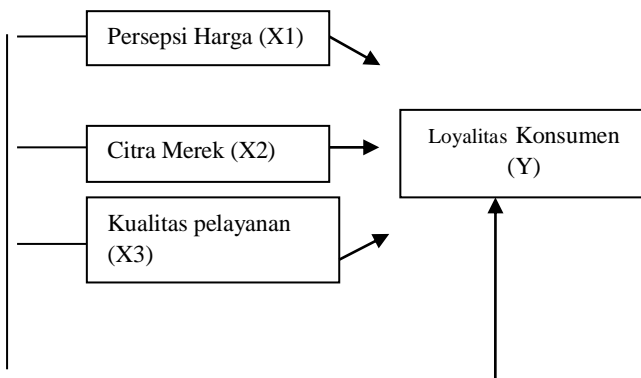 Persepsi Harga (X1)
Citra Merek (X2)
Loyalitas Konsumen
(Y)
Kualitas pelayanan
(X3)